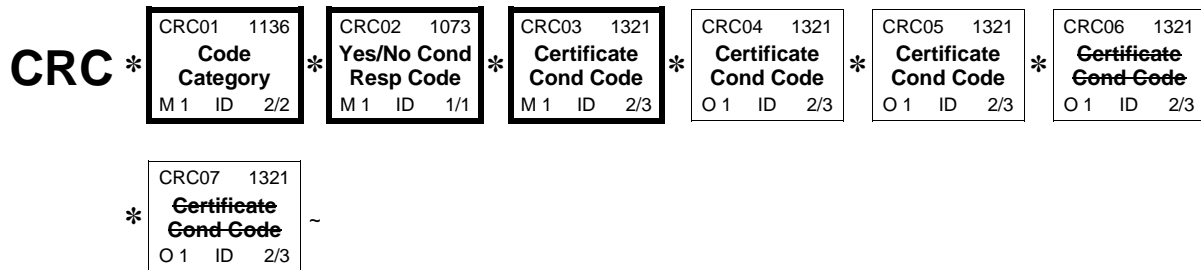 CRC01 1136 CRC02 1073 CRC03 1321 CRC04 1321 CRC05 1321 CRC06 1321
CRC * Code * Yes/No Cond * Certificate * Certificate * Certificate * Certificate
Category Resp Code Cond Code Cond Code Cond Code Cond Code
M 1 ID 2/2 M 1 ID 1/1 M 1 ID 2/3 O 1 ID 2/3 O 1 ID 2/3 O 1 ID 2/3
CRC07 1321
* Certificate ~
Cond Code
O 1 ID 2/3